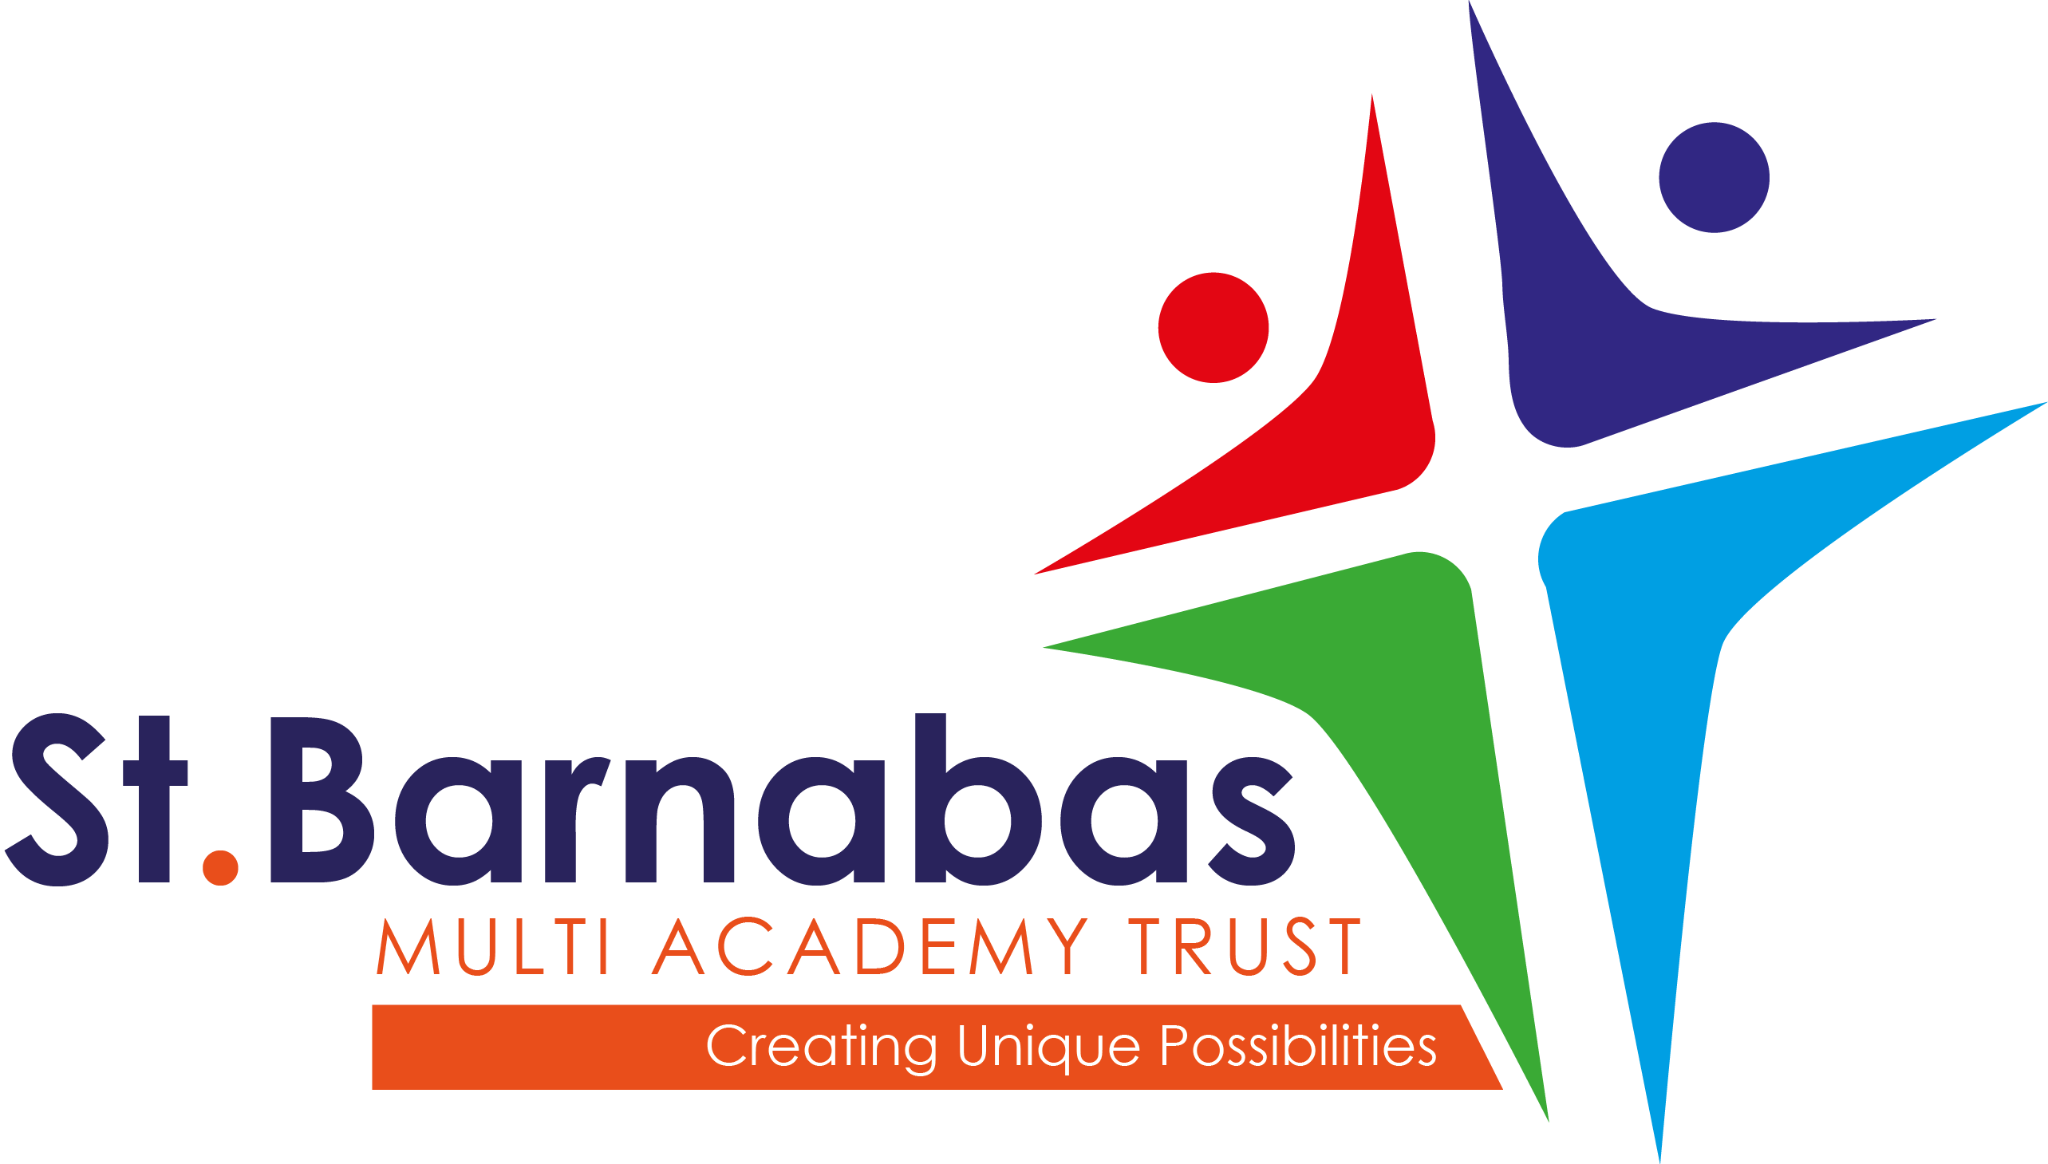 St.Barnabas
MULTI ACADEMY TRUST
Creating Unique Possibilities